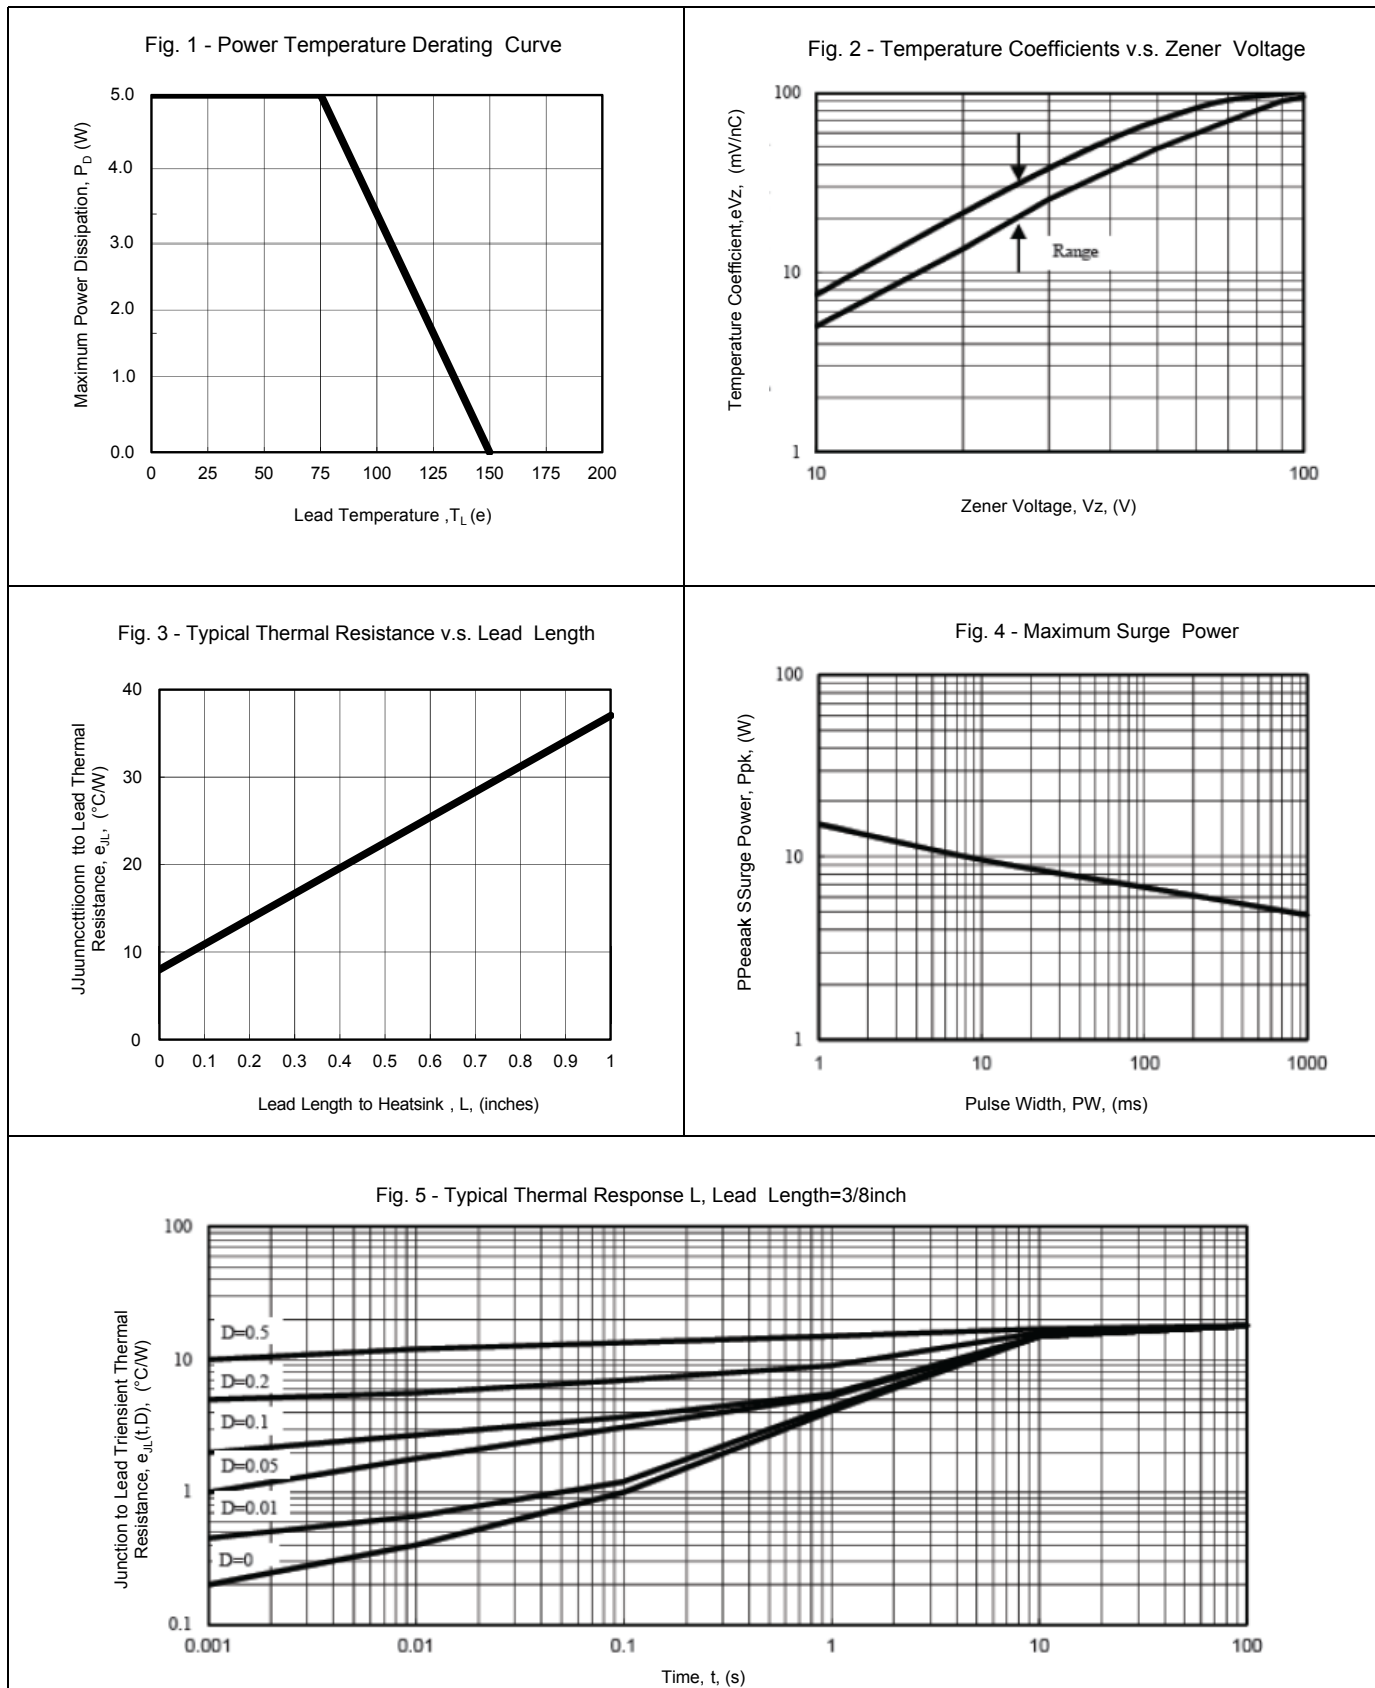 Fig. 1 - Power Temperature Derating Curve
Maximum Power Dissipation, PD (W)
5.0
4.0
3.0
2.0
1.0
0.0
0 25 50 75 100 125 150 175 200
Lead Temperature ,TL (e)
Fig. 2 - Temperature Coefficients v.s. Zener Voltage
Temperature Coefficient,eVz, (mV/nC)
100
10
1
Range
10 100
Zener Voltage, Vz, (V)
Fig. 3 - Typical Thermal Resistance v.s. Lead Length
JJuunnccttiioonn tto Lead Thermal
Resistance, eJL, (°C/W)
40
30
20
10
0
0 0.1 0.2 0.3 0.4 0.5 0.6 0.7 0.8 0.9 1
Lead Length to Heatsink , L, (inches)
Fig. 4 - Maximum Surge Power
PPeeaak SSurge Power, Ppk, (W)
100
10
1
1 10 100 1000
Pulse Width, PW, (ms)
Fig. 5 - Typical Thermal Response L, Lead Length=3/8inch
Junction to Lead Triensient Thermal
Resistance, eJL(t,D), (°C/W)
100
10
1
0.1
D=0.5
D=0.2
D=0.1
D=0.05
D=0.01
D=0
0.001 0.01 0.1 1 10 100
Time, t, (s)